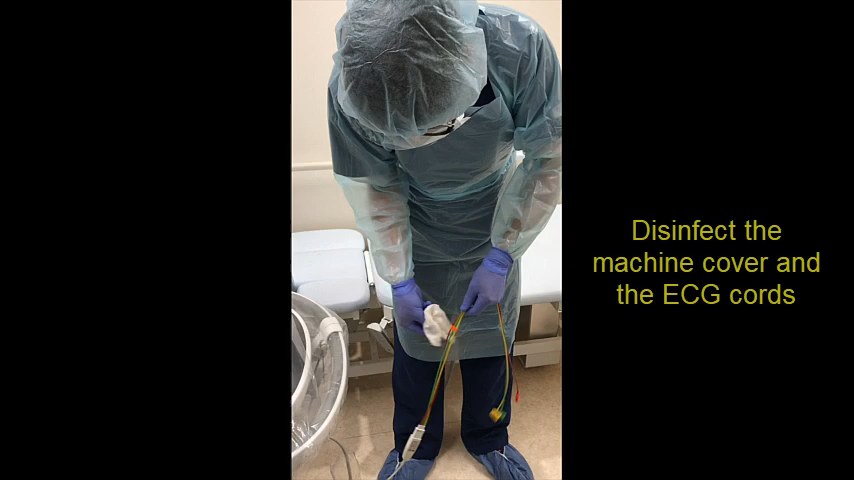 Disinfect the
machine cover and
the ECG cords